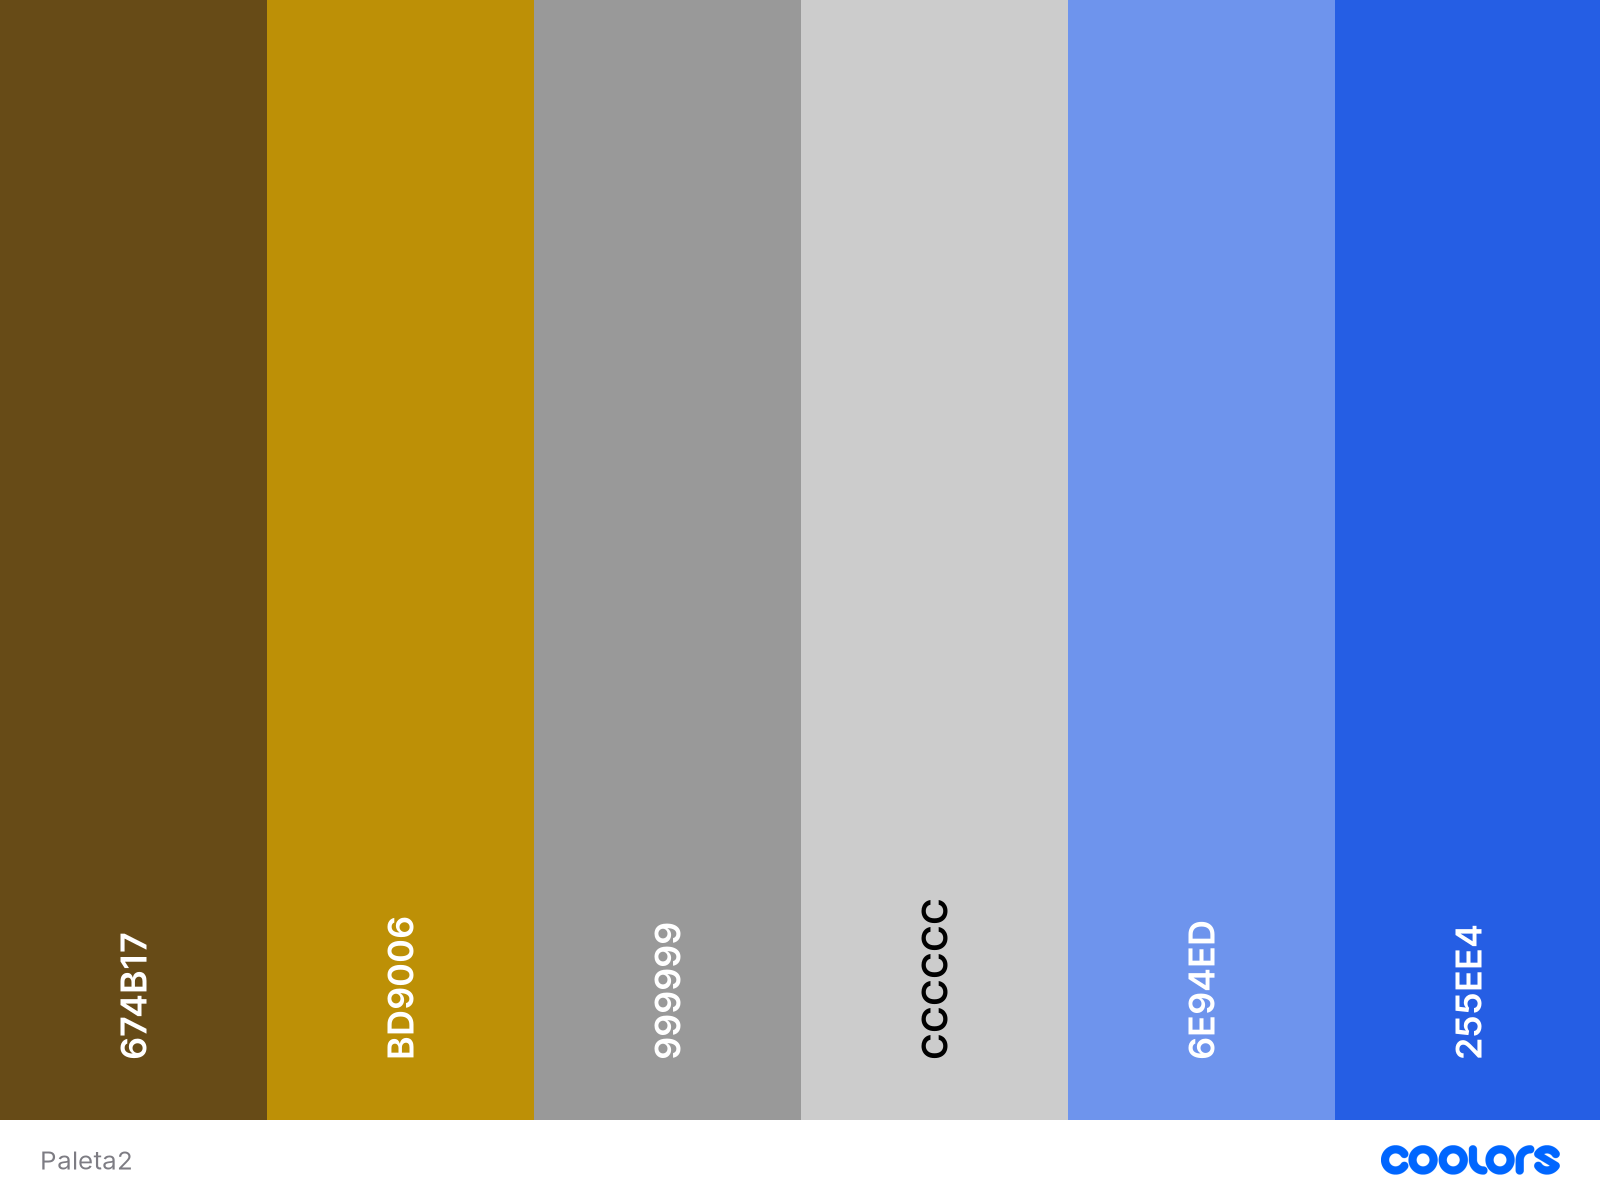 674B17
BD9006
999999
CCCCCC
6E94ED
255EE4
Paleta2
coolors